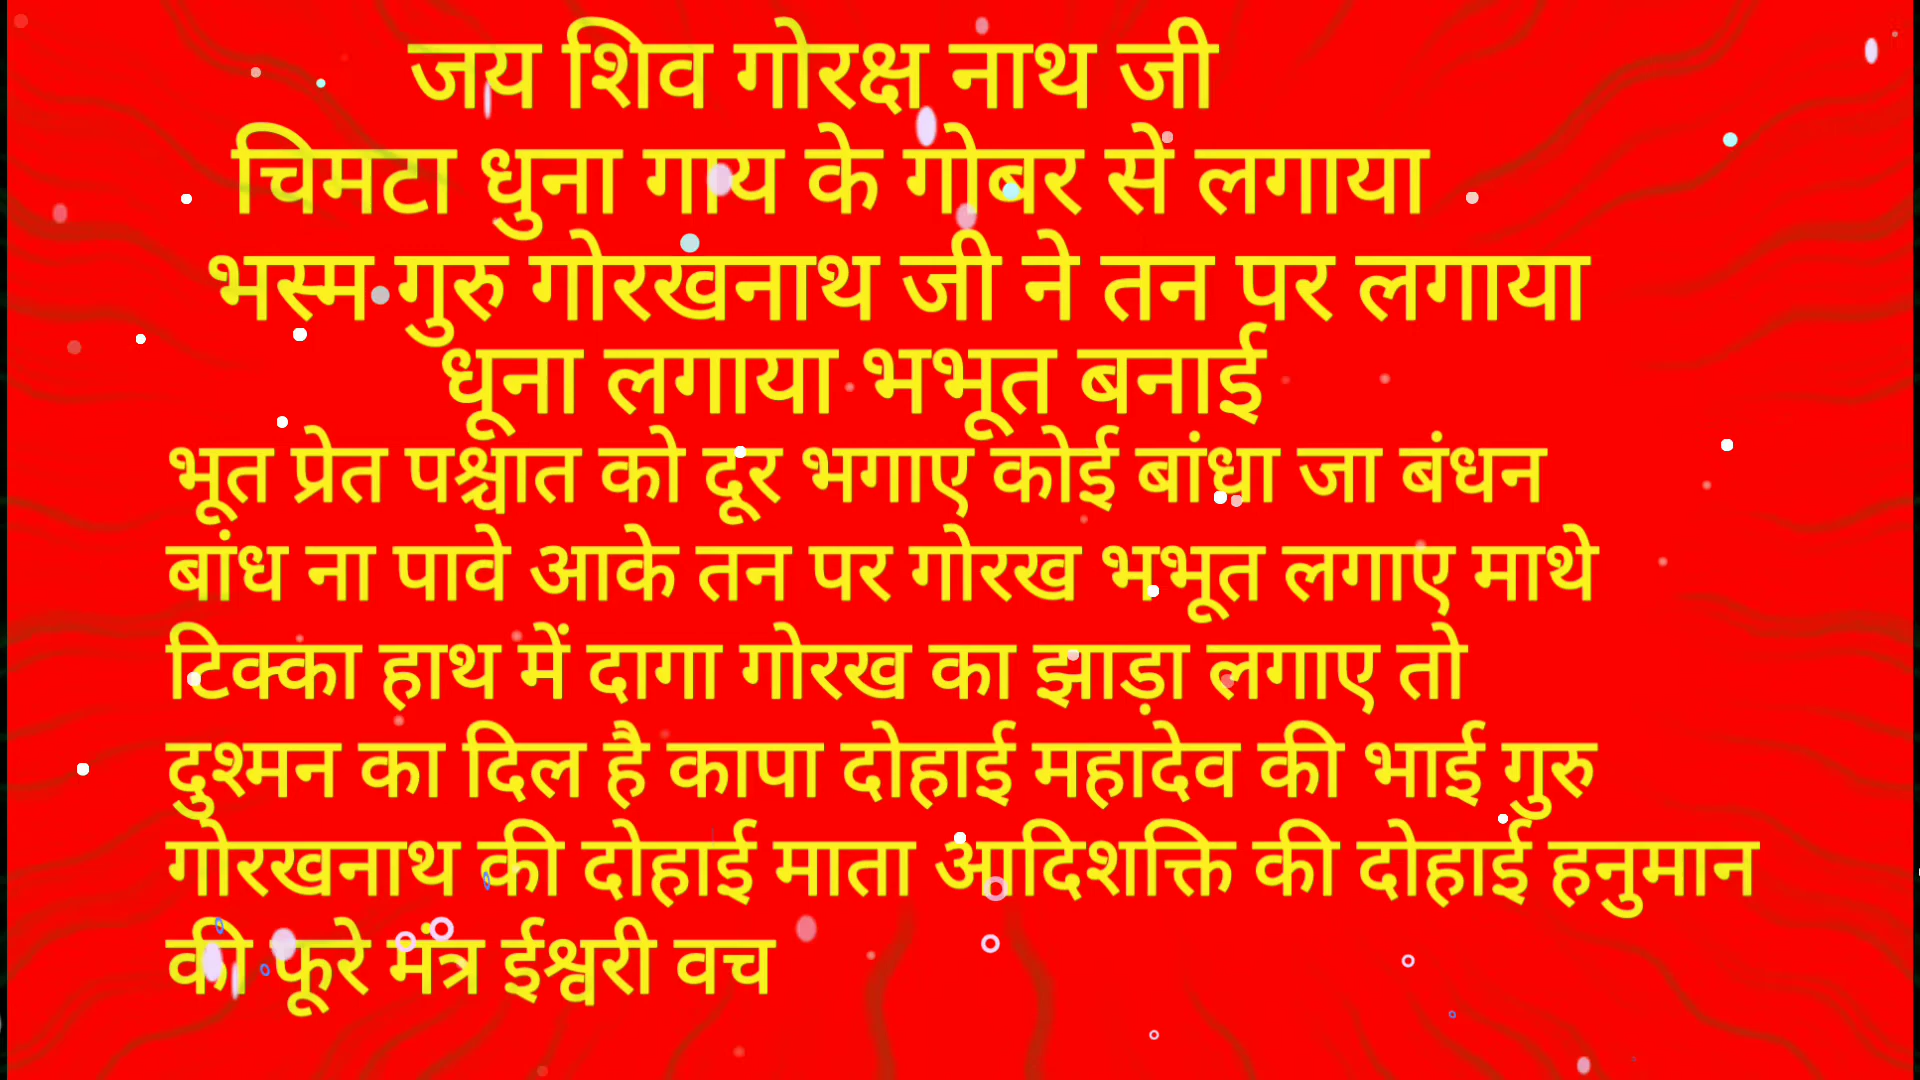 जय शिव गोरक्ष नाथ जी
चिमटा धुना गाय के गोबर से लगाया
भस्म गुरु गोरखनाथ जी ने तन पर लगाया
धूना लगाया भभूत बनाई
भूत प्रेत पश्चात को दूर भगाए कोई बांधा जा बंधन
बांध ना पावे आके तन पर गोरख भभूत लगाए माथे
टिक्का हाथ में दागा गोरख का झाड़ा लगाए तो
दुश्मन का दिल है कापा दोहाई महादेव की भाई गुरु
गोरखनाथ की दोहाई माता आदिशक्ति की दोहाई हनुमान
की फूरे मंत्र ईश्वरी वच